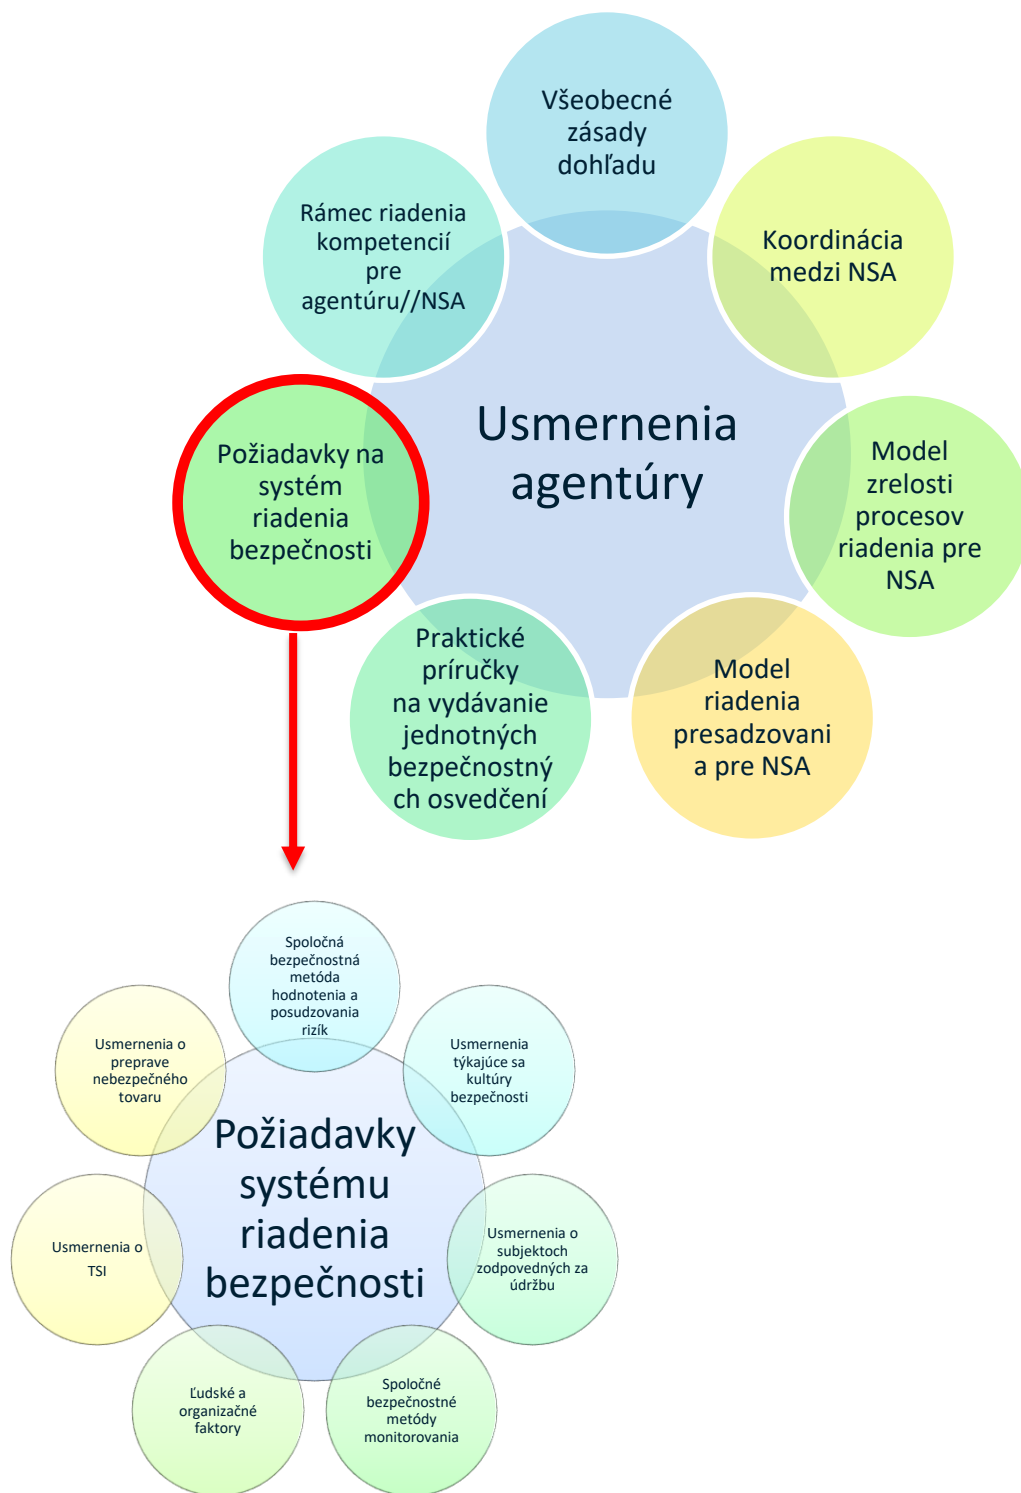 Všeobecné
zásady
dohľadu
Rámec riadenia
kompetencií
pre
agentúru//NSA
Koordinácia
medzi NSA
Usmernenia
agentúry
Požiadavky na
systém
riadenia
bezpečnosti
Model
zrelosti
procesov
riadenia pre
NSA
Praktické
príručky
na vydávanie
jednotných
bezpečnostný
ch osvedčení
Model
riadenia
presadzovani
a pre NSA
Spoločná
bezpečnostná
metóda
hodnotenia a
posudzovania
rizík
Usmernenia o
preprave
nebezpečného
tovaru
Usmernenia
týkajúce sa
kultúry
bezpečnosti
Požiadavky
systému
riadenia
bezpečnosti
Usmernenia o
TSI
Usmernenia o
subjektoch
zodpovedných za
údržbu
Ľudské a
organizačné
faktory
Spoločné
bezpečnostné
metódy
monitorovania